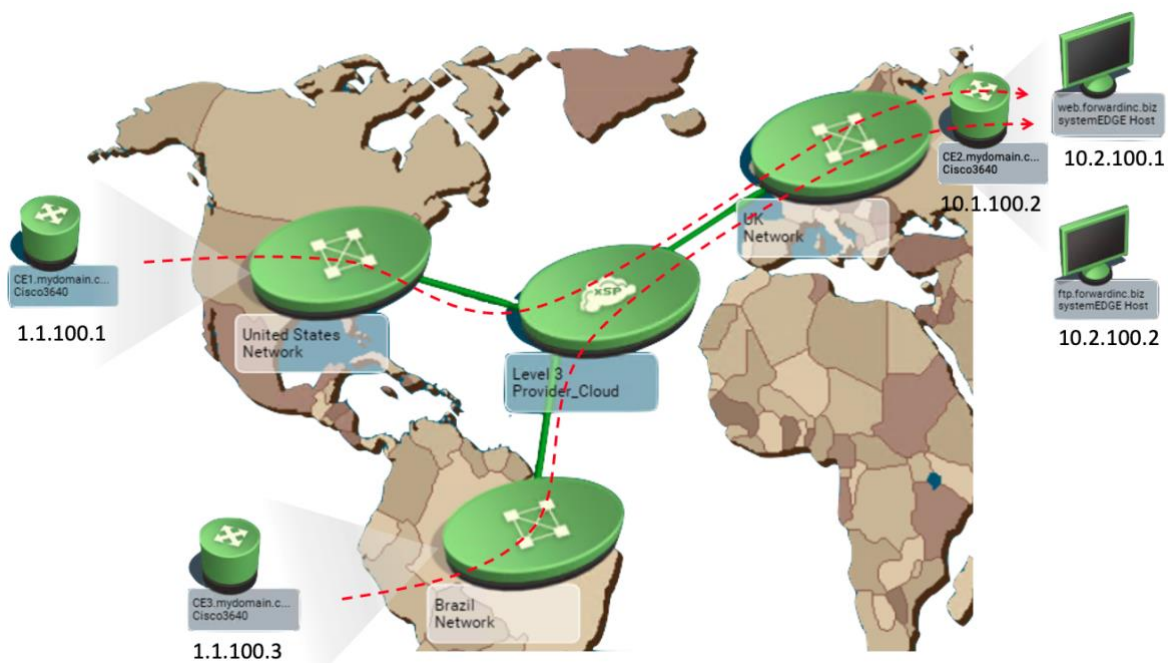 web.forwardinc.biz
systemEDGE Host
10.2.100.1
CE2.mydomain.c...
Cisco3640
10.1.100.2
UK
Network
ftp.forwardinc.biz
systemEDGE Host
10.2.100.2
CE1.mydomain.c...
Cisco3640
1.1.100.1
United States
Network
xSP
Level 3
Provider_Cloud
CE3.mydomain.c...
Cisco3640
1.1.100.3
Brazil
Network